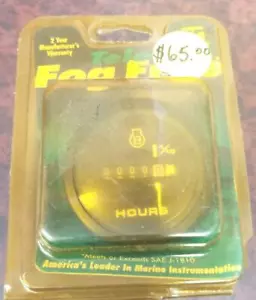 2 Year
Manufacturer's
Warranty
$65.00
Fog Free
1/10
HOURS
"Meets or Exceeds SAE J-1810"
America's Leader In Marine Instrumentation